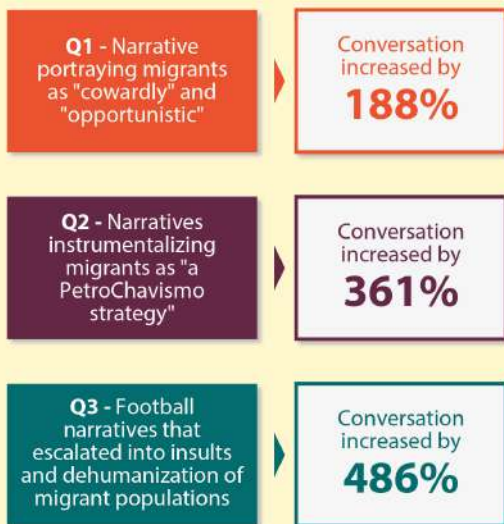 Q1 - Narrative
portraying migrants
as "cowardly" and
"opportunistic"
Conversation
increased by
188%
Q2 - Narratives
instrumentalizing
migrants as "a
PetroChavismo
strategy"
Conversation
increased by
361%
Q3 - Football
narratives that
escalated into insults
and dehumanization of
migrant populations
Conversation
increased by
486%